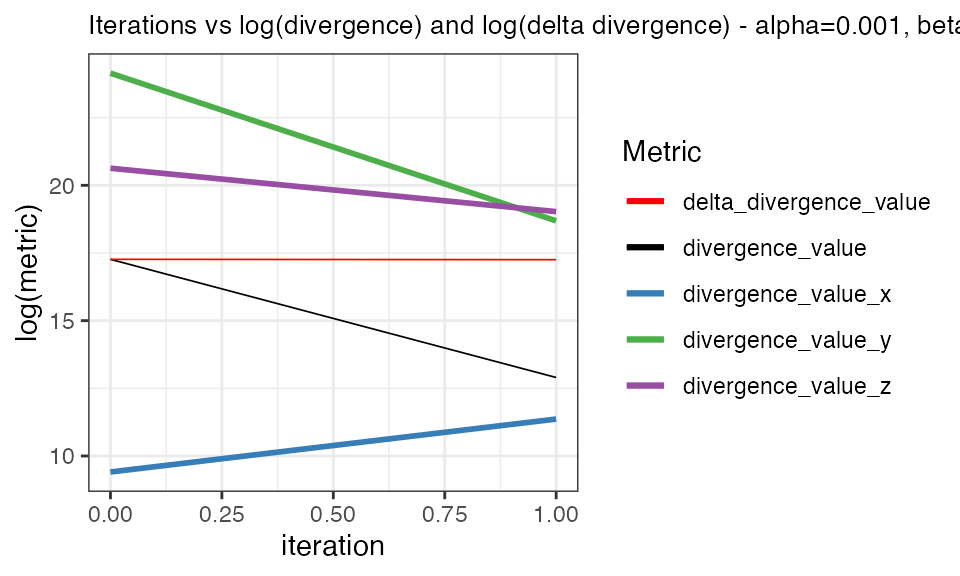 Iterations vs log(divergence) and log(delta divergence) - alpha=0.001, beta
log(metric)
20
15
10
0.00 0.25 0.50 0.75 1.00
iteration
Metric
delta_divergence_value
divergence_value
divergence_value_x
divergence_value_y
divergence_value_z